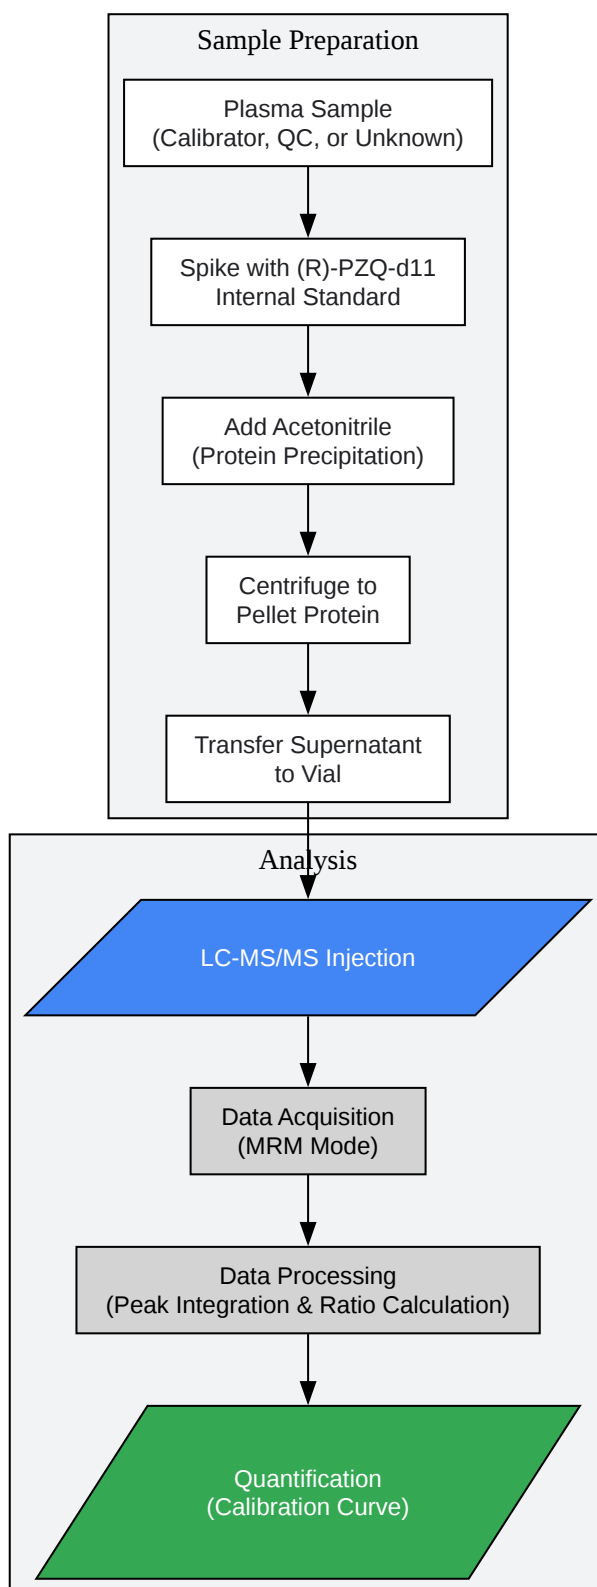 Sample Preparation
Plasma Sample
(Calibrator, QC, or Unknown)
Spike with (R)-PZQ-d11
Internal Standard
Add Acetonitrile
(Protein Precipitation)
Centrifuge to
Pellet Protein
Transfer Supernatant
to Vial
Analysis
LC-MS/MS Injection
Data Acquisition
(MRM Mode)
Data Processing
(Peak Integration & Ratio Calculation)
Quantification
(Calibration Curve)